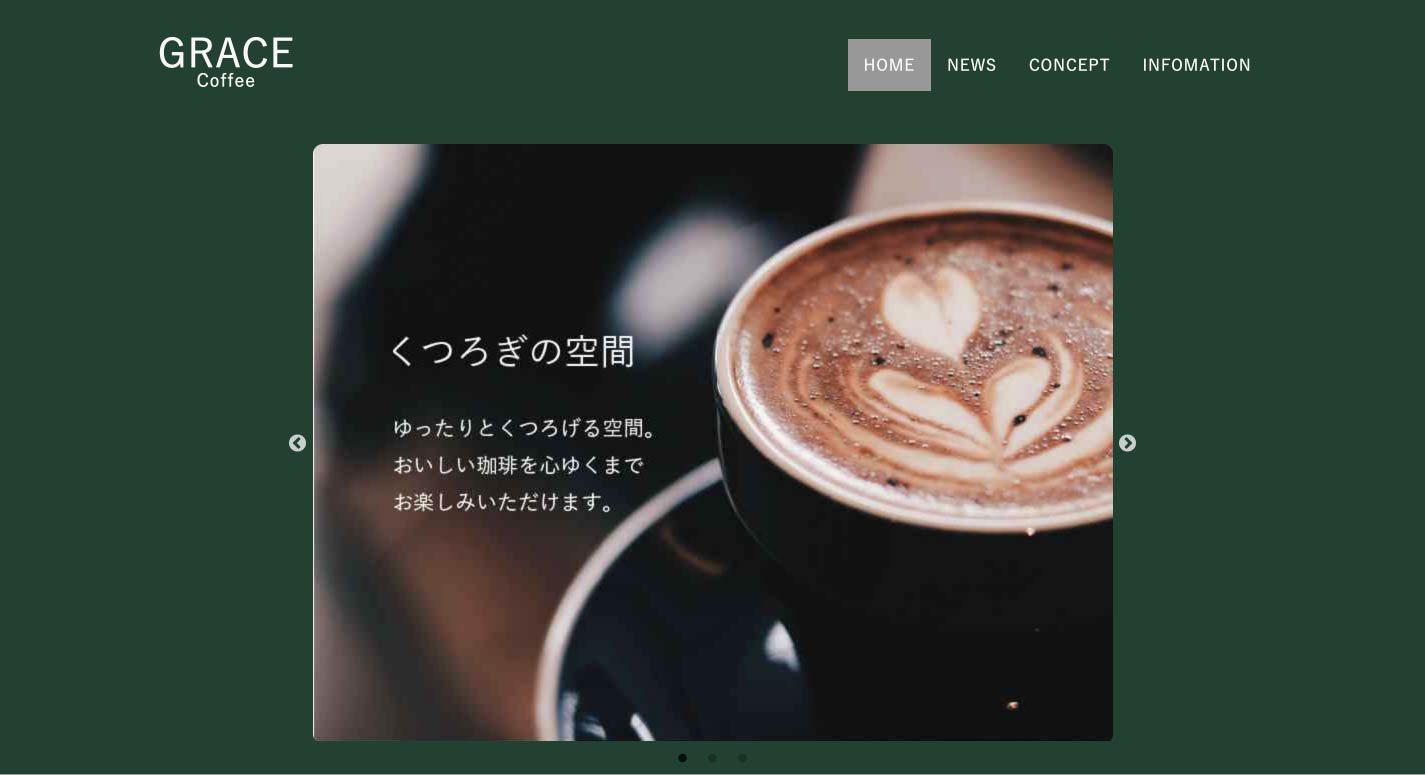 GRACE
Coffee
HOME NEWS CONCEPT INFOMATION
くつろぎの空間
ゆったりとくつろげる空間。
おいしい珈琲を心ゆくまで
お楽しみいただけます。